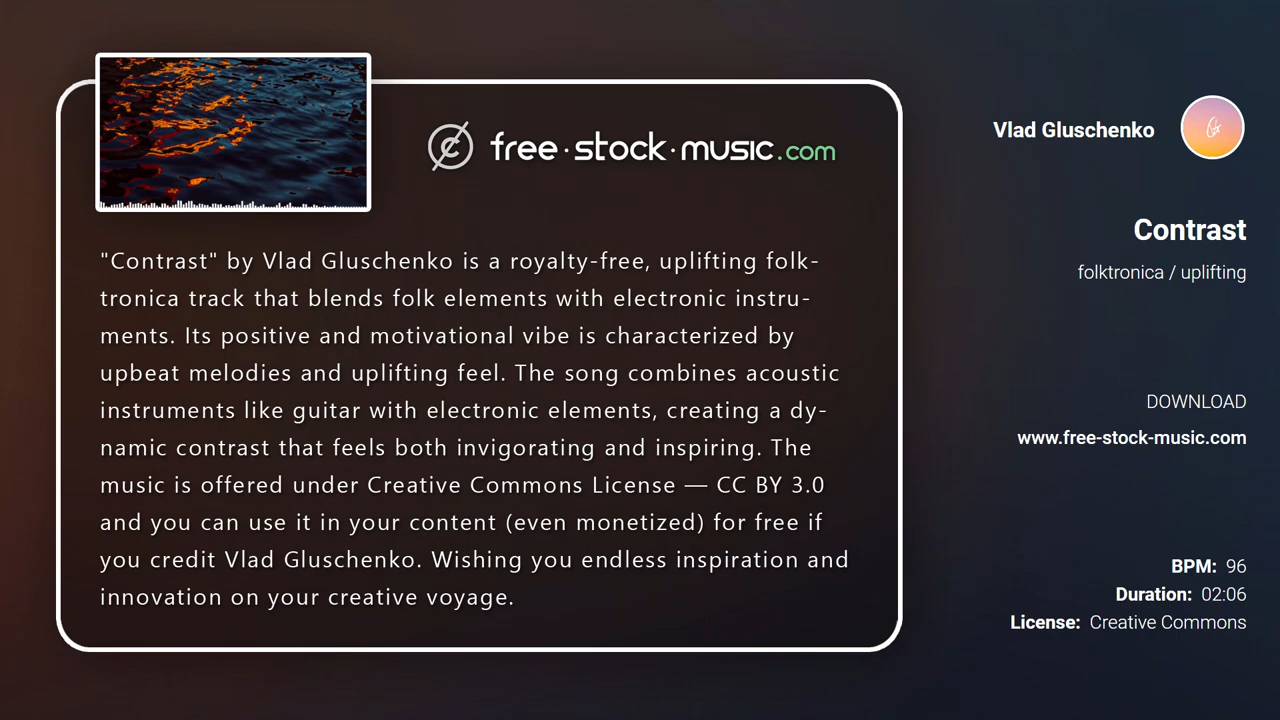 free·stock·music.com
"Contrast" by Vlad Gluschenko is a royalty-free, uplifting folk-
tronica track that blends folk elements with electronic instru-
ments. Its positive and motivational vibe is characterized by
upbeat melodies and uplifting feel. The song combines acoustic
instruments like guitar with electronic elements, creating a dy-
namic contrast that feels both invigorating and inspiring. The
music is offered under Creative Commons License — CC BY 3.0
and you can use it in your content (even monetized) for free if
you credit Vlad Gluschenko. Wishing you endless inspiration and
innovation on your creative voyage.
Vlad Gluschenko
Contrast
folktronica / uplifting
DOWNLOAD
www.free-stock-music.com
BPM: 96
Duration: 02:06
License: Creative Commons